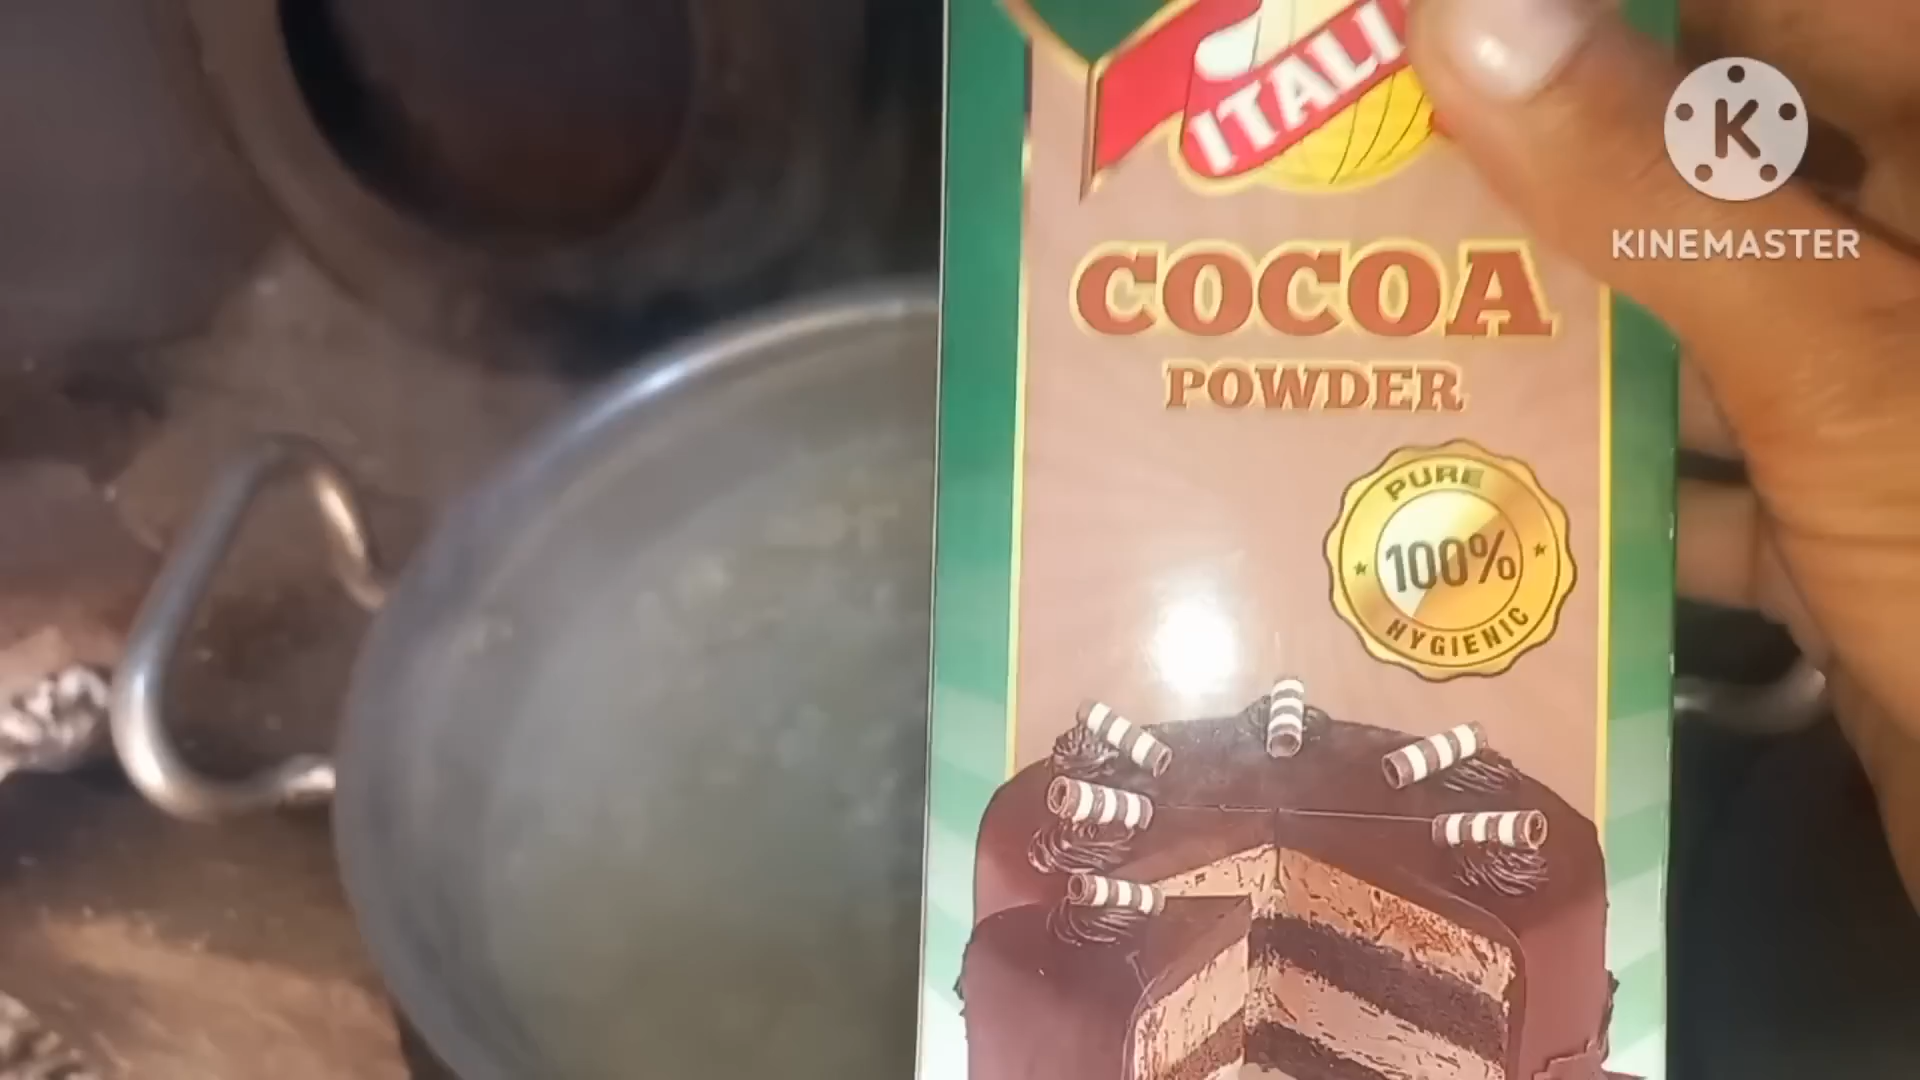 ITALI
COCOA
POWDER
PURE
100%
HYGIENIC
K
KINEMASTER